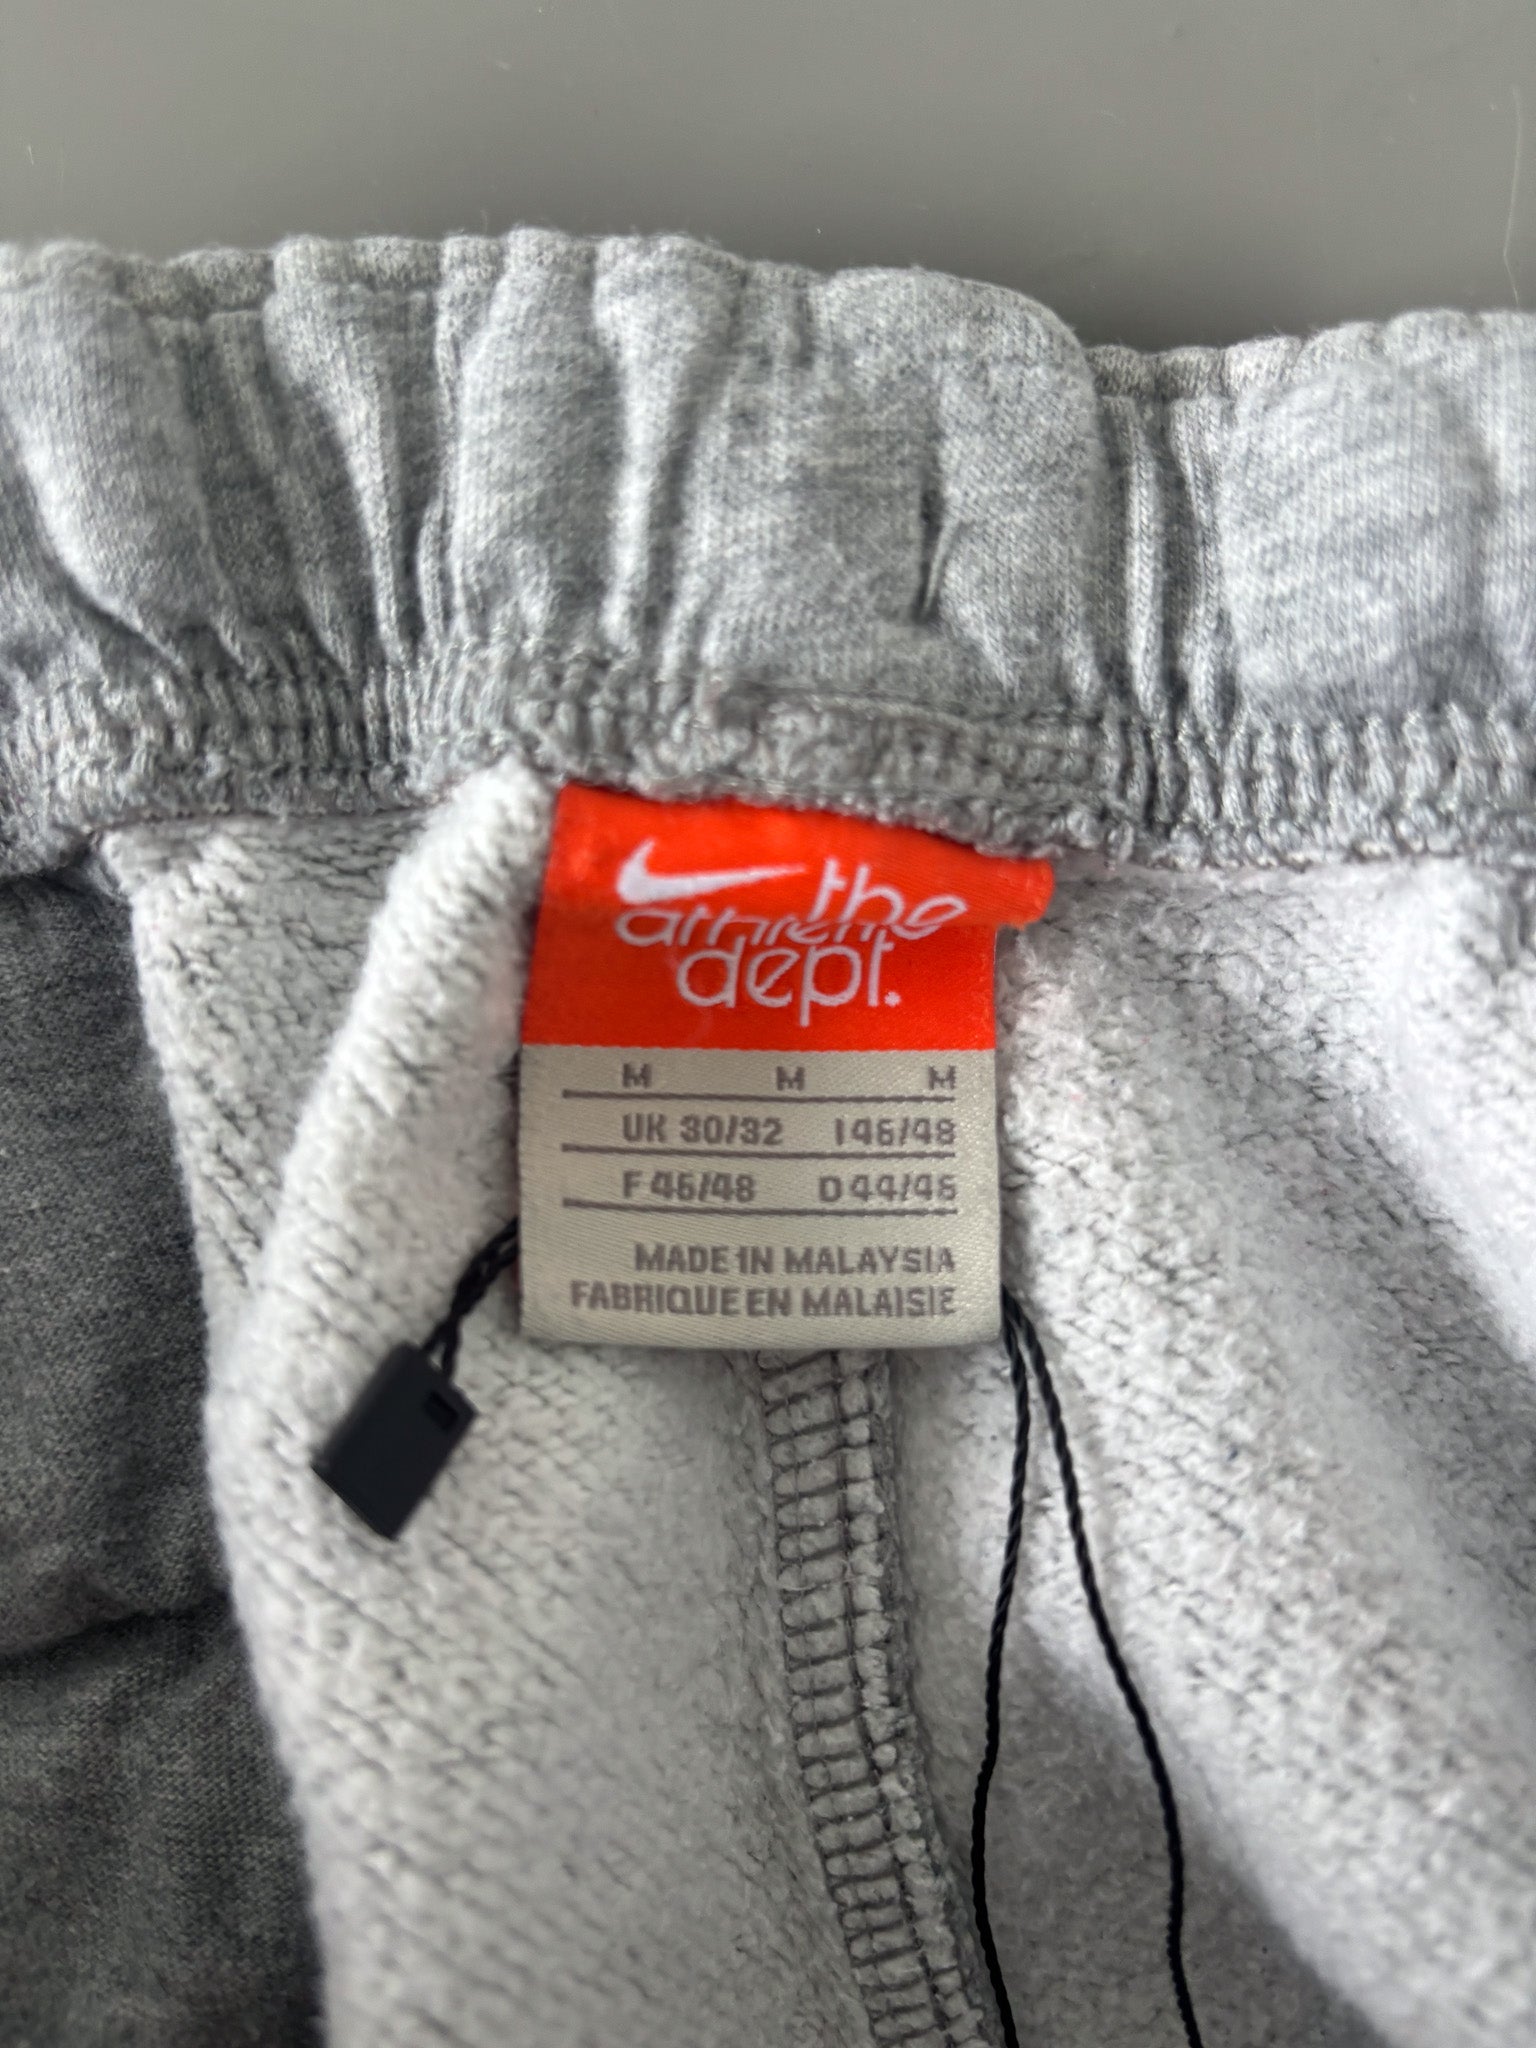 the
athletic
dept.
M M M
UK 30/32 I 46/48
F 46/48 D 44/46
MADE IN MALAYSIA
FABRIQUE EN MALAISIE